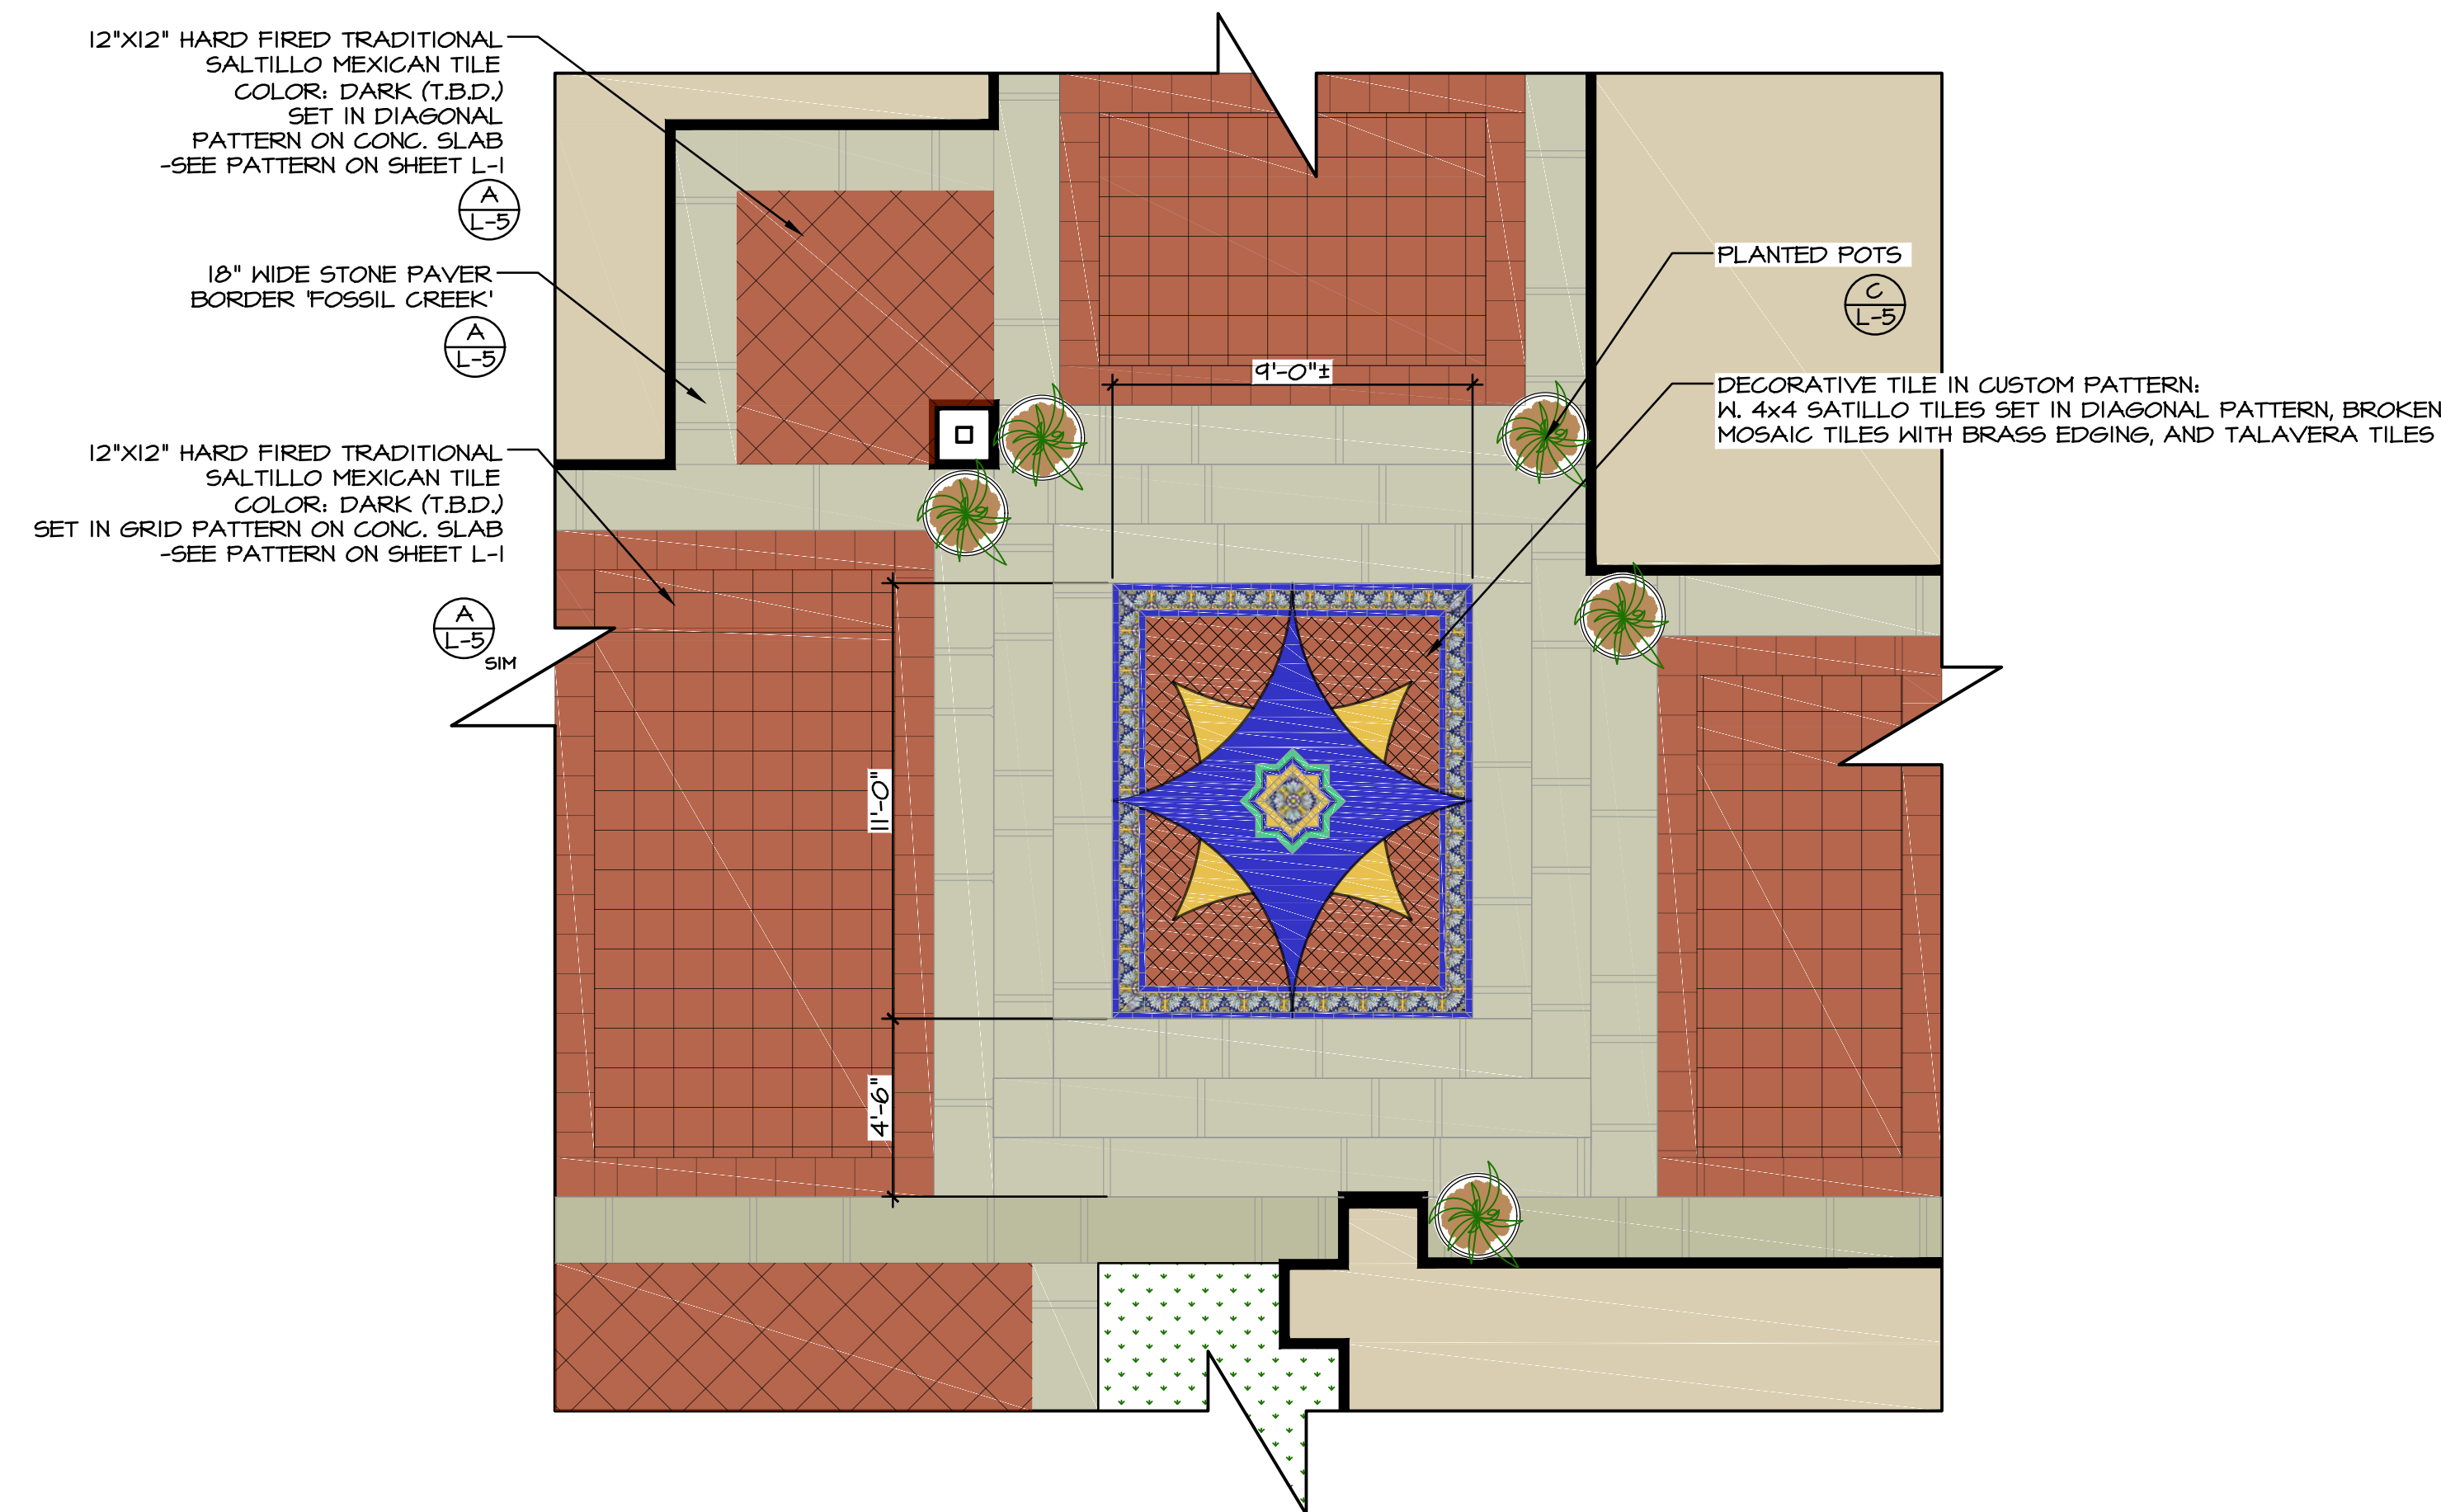 12"X12" HARD FIRED TRADITIONAL
SALTILLO MEXICAN TILE
COLOR: DARK (T.B.D.)
SET IN DIAGONAL
PATTERN ON CONC. SLAB
-SEE PATTERN ON SHEET L-1
A
L-5
18" WIDE STONE PAVER
BORDER 'FOSSIL CREEK'
A
L-5
12"X12" HARD FIRED TRADITIONAL
SALTILLO MEXICAN TILE
COLOR: DARK (T.B.D.)
SET IN GRID PATTERN ON CONC. SLAB
-SEE PATTERN ON SHEET L-1
A
L-5
SIM
9'-0"±
11'-0"
4'-6"
PLANTED POTS
C
L-5
DECORATIVE TILE IN CUSTOM PATTERN:
W. 4x4 SATILLO TILES SET IN DIAGONAL PATTERN, BROKEN
MOSAIC TILES WITH BRASS EDGING, AND TALAVERA TILES